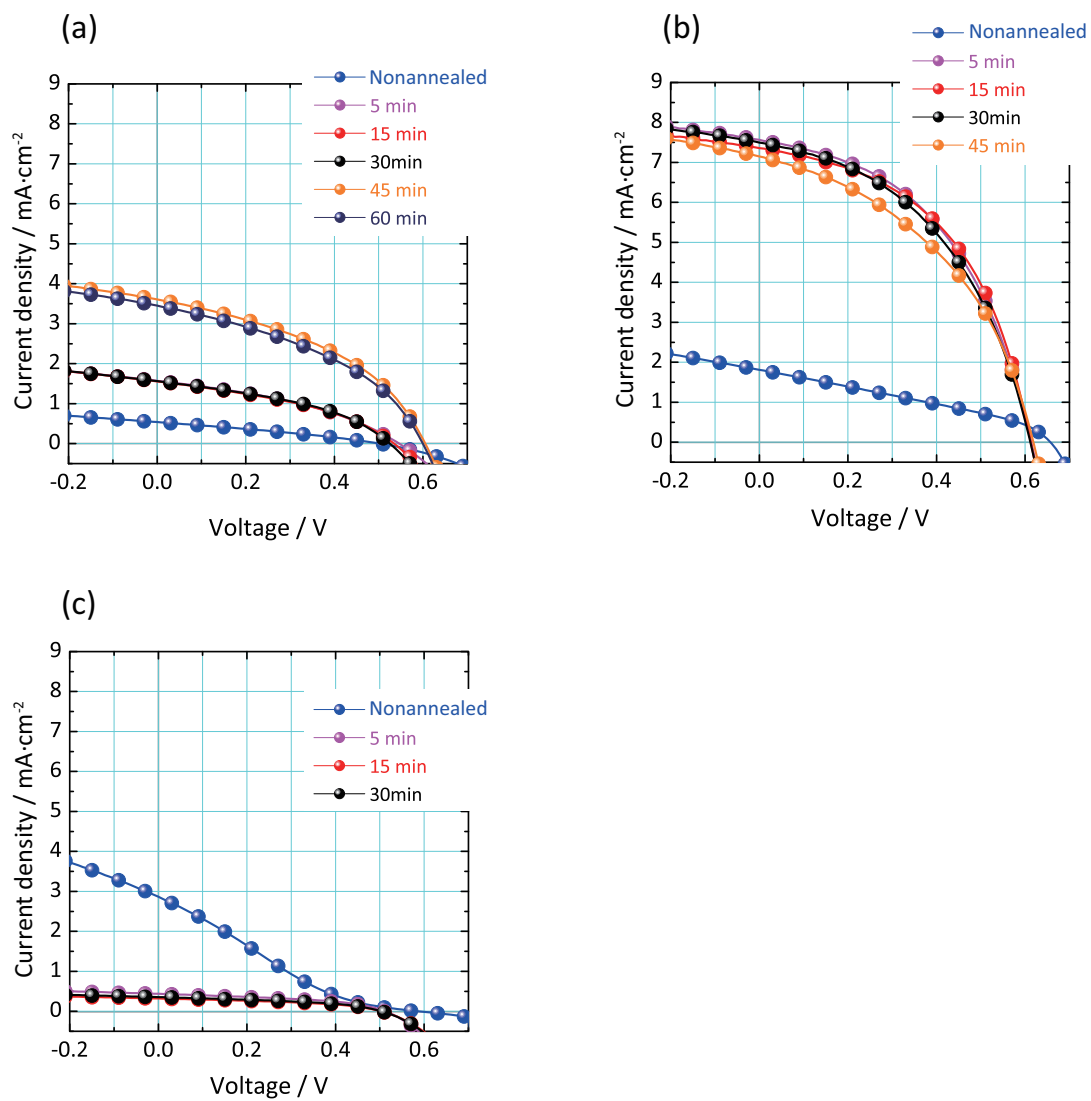 (a)
Nonannealed
5 min
15 min
30min
45 min
60 min
9
8
7
6
5
4
3
2
1
0
Current density / mA·cm-2
-0.2
0.0
0.2
0.4
0.6
Voltage / V
(b)
Nonannealed
5 min
15 min
30min
45 min
9
8
7
6
5
4
3
2
1
0
Current density / mA·cm-2
-0.2
0.0
0.2
0.4
0.6
Voltage / V
(c)
Nonannealed
5 min
15 min
30min
9
8
7
6
5
4
3
2
1
0
Current density / mA·cm-2
-0.2
0.0
0.2
0.4
0.6
Voltage / V